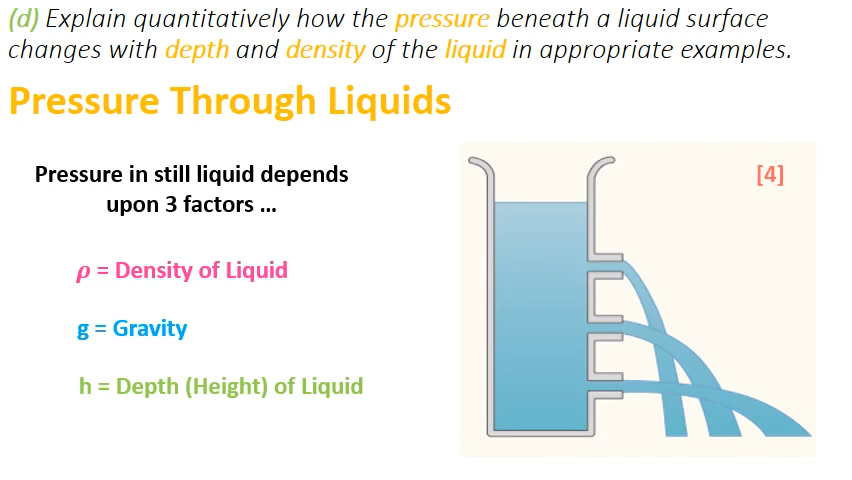 (d) Explain quantitatively how the pressure beneath a liquid surface
changes with depth and density of the liquid in appropriate examples.
Pressure Through Liquids
Pressure in still liquid depends
upon 3 factors ...
[4]
ρ = Density of Liquid
g = Gravity
h = Depth (Height) of Liquid